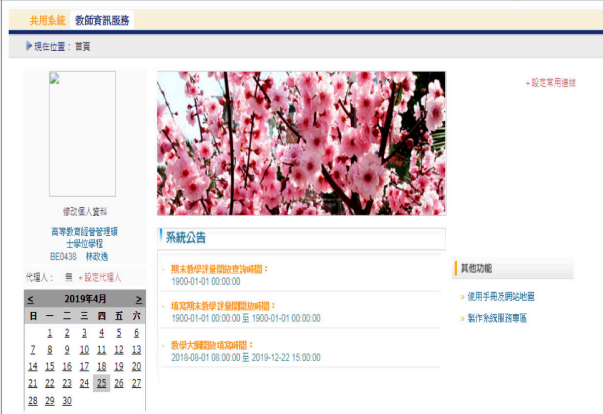 共用系統 教師資訊服務
現在位置：首頁
+設定常用連結
修改個人資料
高等教育經營管理碩
士學位學程
BE0438 林政逸
代理人： 無 +設定代理人
< 2019年4月 >
日 一 二 三 四 五 六
1 2 3 4 5 6
7 8 9 10 11 12 13
14 15 16 17 18 19 20
21 22 23 24 25 26 27
28 29 30
系統公告
期末教學評量開放查詢時間：
1900-01-01 00:00:00
填寫期末教學評量問開放時間：
1900-01-01 00:00:00 至 1900-01-01 00:00:00
教學大綱開放填寫時間：
2018-08-01 08:00:00 至 2019-12-22 15:00:00
其他功能
» 使用手冊及網站地圖
» 製作系統服務專區